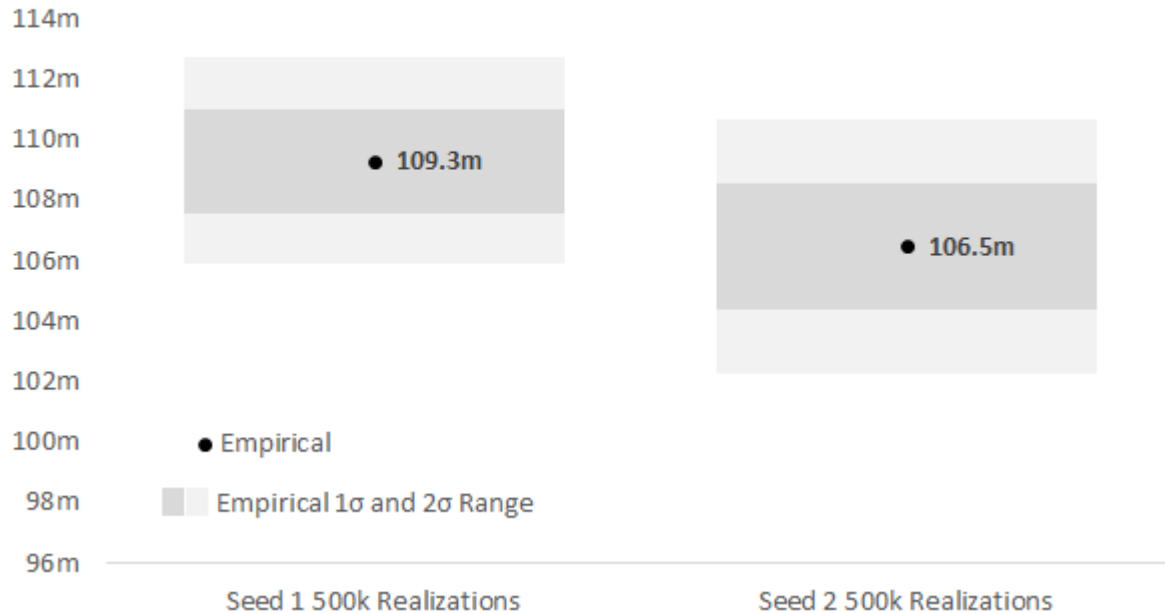 114m
112m
110m
108m
106m
104m
102m
100m
98m
96m
109.3m
106.5m
Empirical
Empirical 1σ and 2σ Range
Seed 1 500k Realizations
Seed 2 500k Realizations